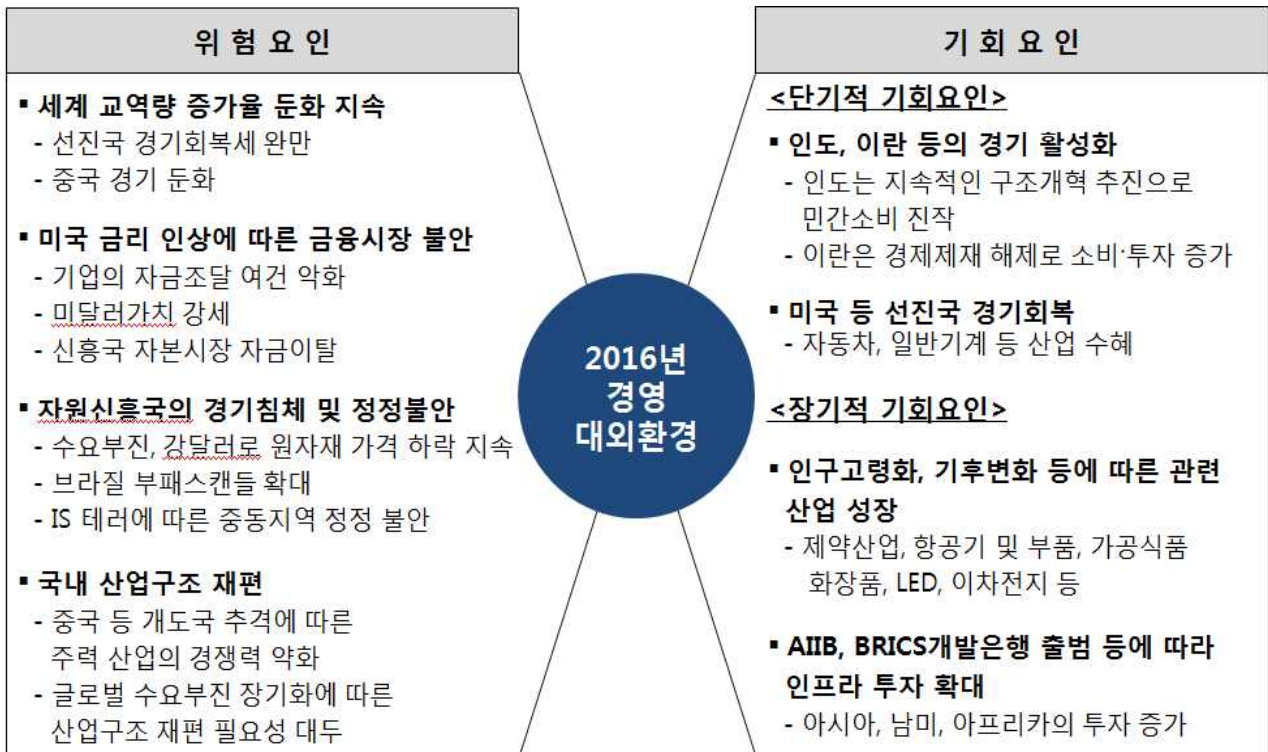 위 험 요 인
▪ 세계 교역량 증가율 둔화 지속
- 선진국 경기회복세 완만
- 중국 경기 둔화
▪ 미국 금리 인상에 따른 금융시장 불안
- 기업의 자금조달 여건 악화
- 미달러가치 강세
- 신흥국 자본시장 자금이탈
▪ 자원신흥국의 경기침체 및 정정불안
- 수요부진, 강달러로 원자재 가격 하락 지속
- 브라질 부패스캔들 확대
- IS 테러에 따른 중동지역 정정 불안
▪ 국내 산업구조 재편
- 중국 등 개도국 추격에 따른
주력 산업의 경쟁력 약화
- 글로벌 수요부진 장기화에 따른
산업구조 재편 필요성 대두
2016년
경영
대외환경
기 회 요 인
<단기적 기회요인>
▪ 인도, 이란 등의 경기 활성화
- 인도는 지속적인 구조개혁 추진으로
민간소비 진작
- 이란은 경제제재 해제로 소비·투자 증가
▪ 미국 등 선진국 경기회복
- 자동차, 일반기계 등 산업 수혜
<장기적 기회요인>
▪ 인구고령화, 기후변화 등에 따른 관련
산업 성장
- 제약산업, 항공기 및 부품, 가공식품
화장품, LED, 이차전지 등
▪ AIIB, BRICS개발은행 출범 등에 따라
인프라 투자 확대
- 아시아, 남미, 아프리카의 투자 증가